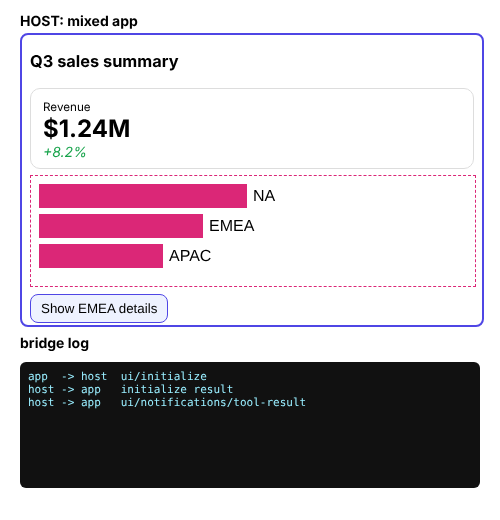 HOST: mixed app
Q3 sales summary
Revenue
$1.24M
+8.2%
NA
EMEA
APAC
Show EMEA details
bridge log
app  -> host  ui/initialize
host -> app   initialize result
host -> app   ui/notifications/tool-result